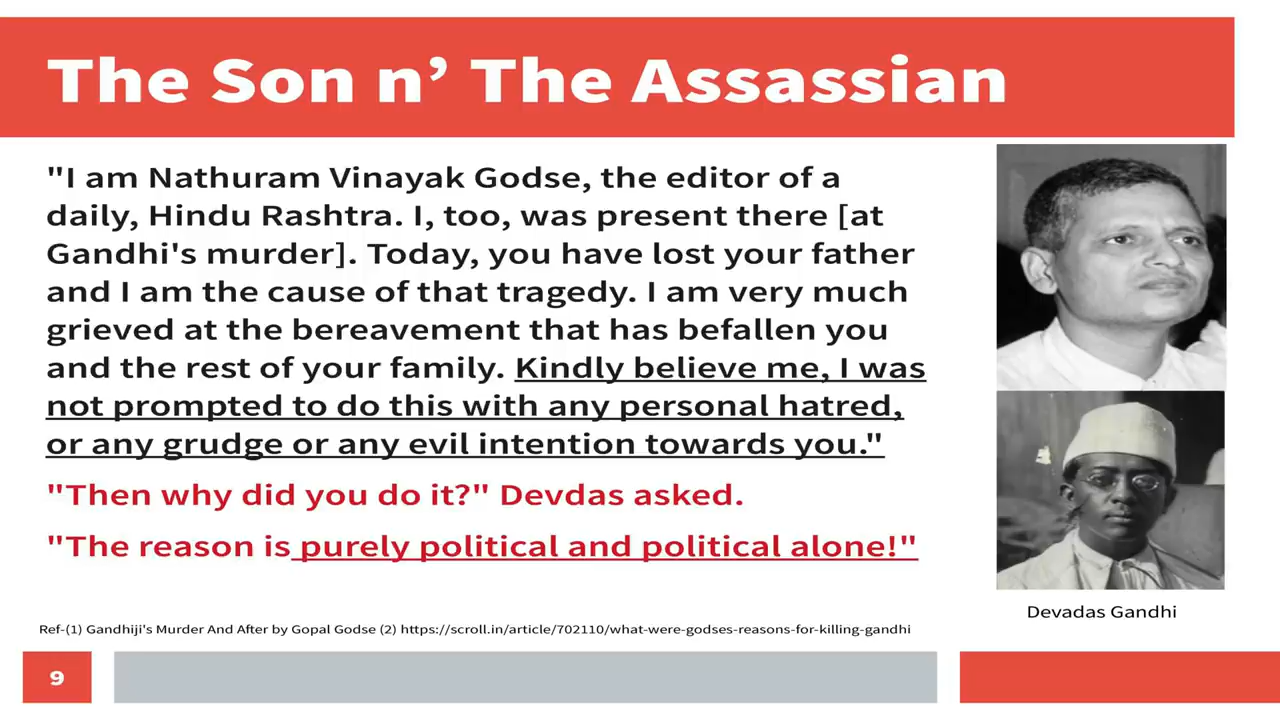 The Son n’ The Assassian
"I am Nathuram Vinayak Godse, the editor of a
daily, Hindu Rashtra. I, too, was present there [at
Gandhi's murder]. Today, you have lost your father
and I am the cause of that tragedy. I am very much
grieved at the bereavement that has befallen you
and the rest of your family. Kindly believe me, I was
not prompted to do this with any personal hatred,
or any grudge or any evil intention towards you."
"Then why did you do it?" Devdas asked.
"The reason is purely political and political alone!"
Devadas Gandhi
Ref-(1) Gandhiji's Murder And After by Gopal Godse (2) https://scroll.in/article/702110/what-were-godses-reasons-for-killing-gandhi
9